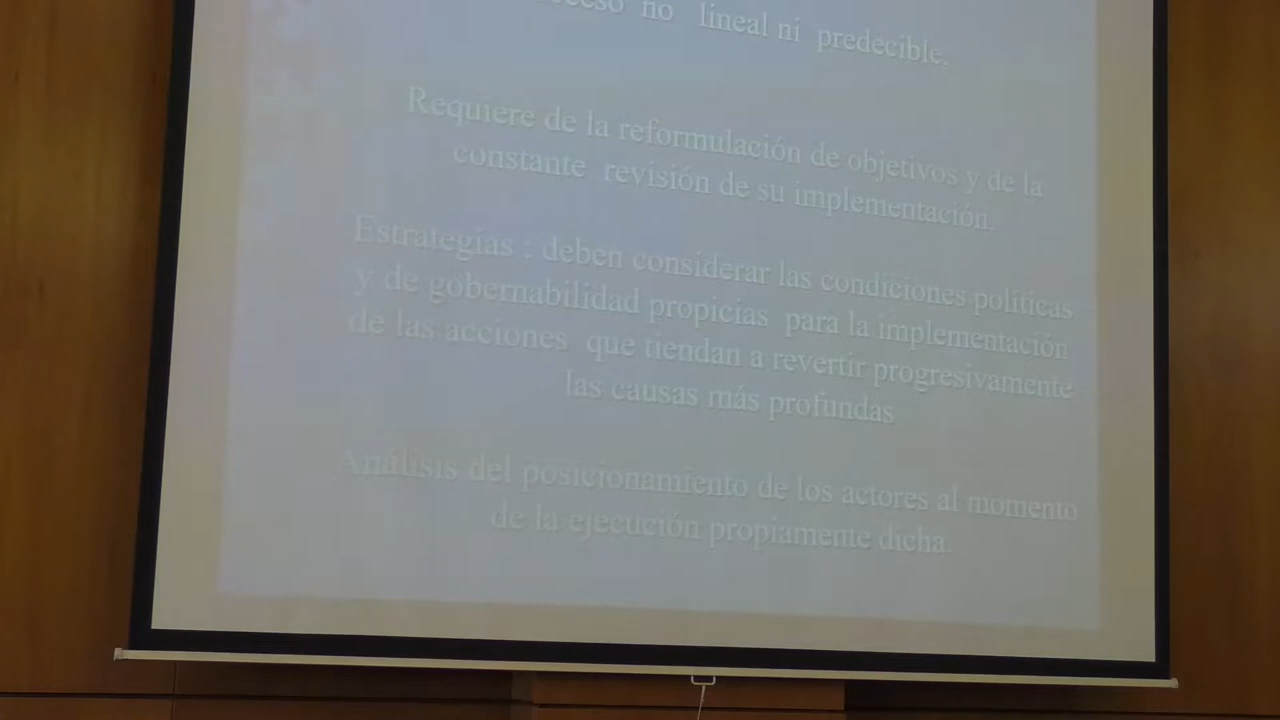 no lineal ni predecible.
Requiere de la reformulación de objetivos y de la
constante revisión de su implementación.
Estrategias : deben considerar las condiciones políticas
y de gobernabilidad propicias para la implementación
de las acciones que tiendan a revertir progresivamente
las causas más profundas
Análisis del posicionamiento de los actores al momento
de la ejecución propiamente dicha.